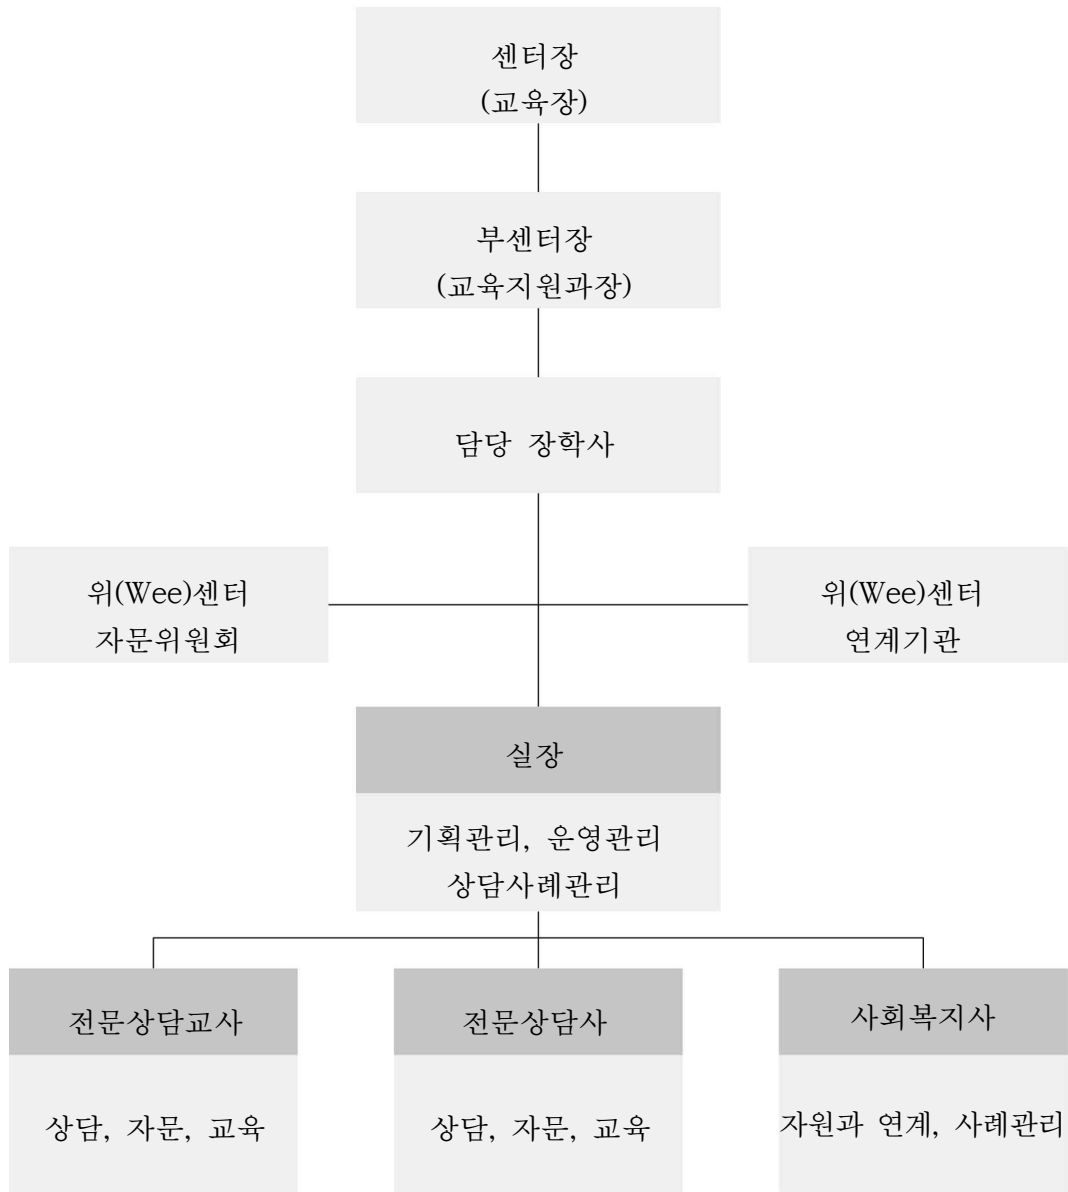 센터장
(교육장)
부센터장
(교육지원과장)
담당 장학사
위(Wee)센터
자문위원회
위(Wee)센터
연계기관
실장
기획관리, 운영관리
상담사례관리
전문상담교사
상담, 자문, 교육
전문상담사
상담, 자문, 교육
사회복지사
자원과 연계, 사례관리